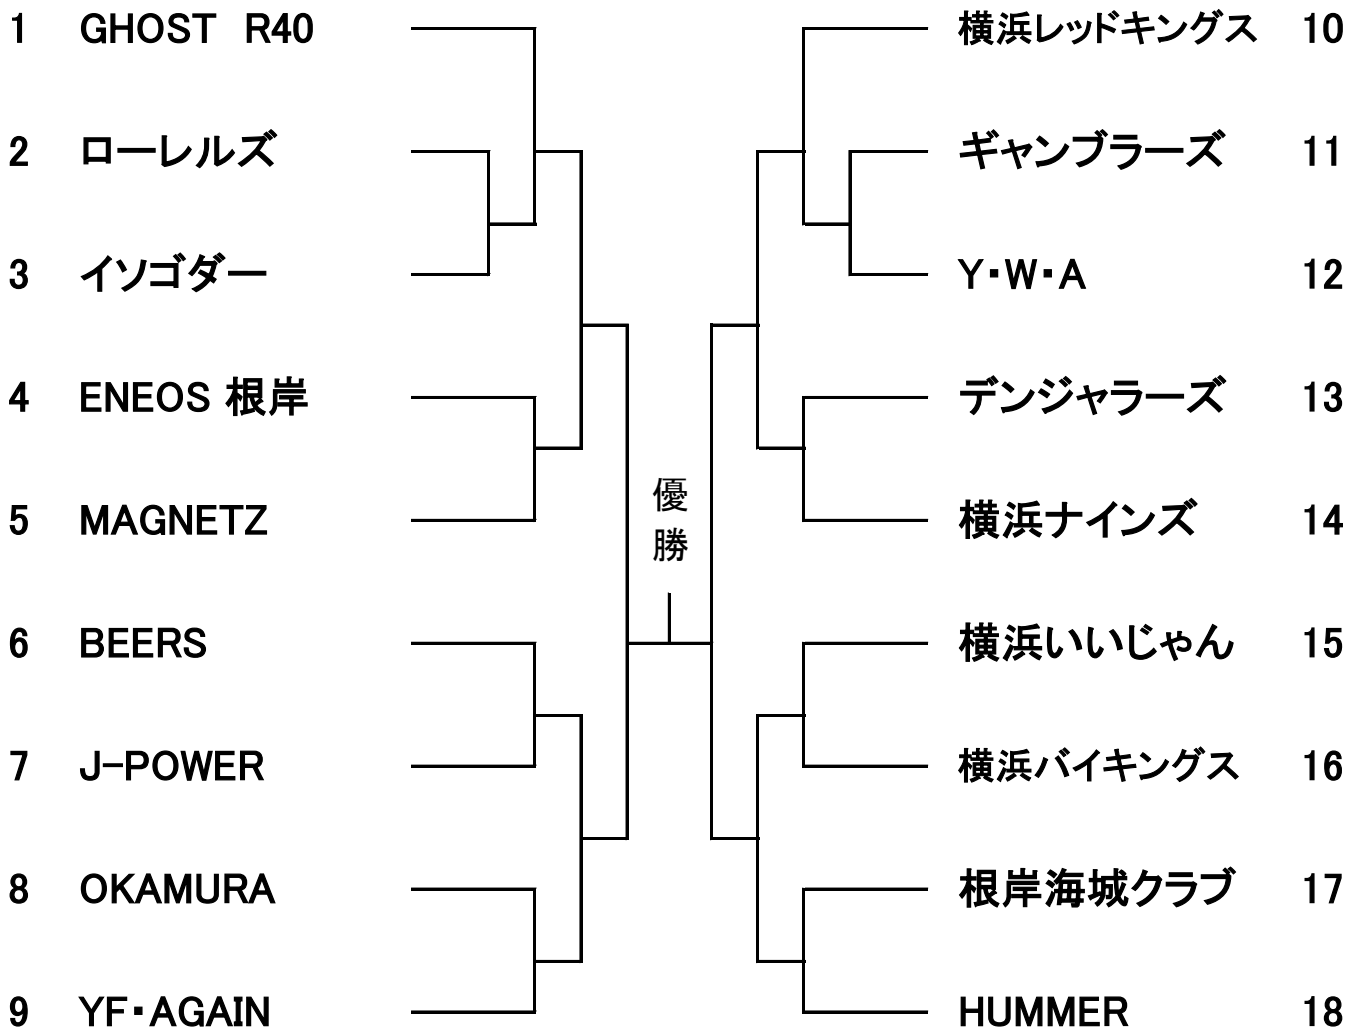 1 GHOST R40
2 ローレルズ
3 イソゴダー
4 ENEOS 根岸
5 MAGNETZ
6 BEERS
7 J-POWER
8 OKAMURA
9 YF・AGAIN
優
勝
横浜レッドキングス 10
ギャンブラーズ 11
Y・W・A 12
デンジャラーズ 13
横浜ナインズ 14
横浜いいじゃん 15
横浜バイキングス 16
根岸海城クラブ 17
HUMMER 18